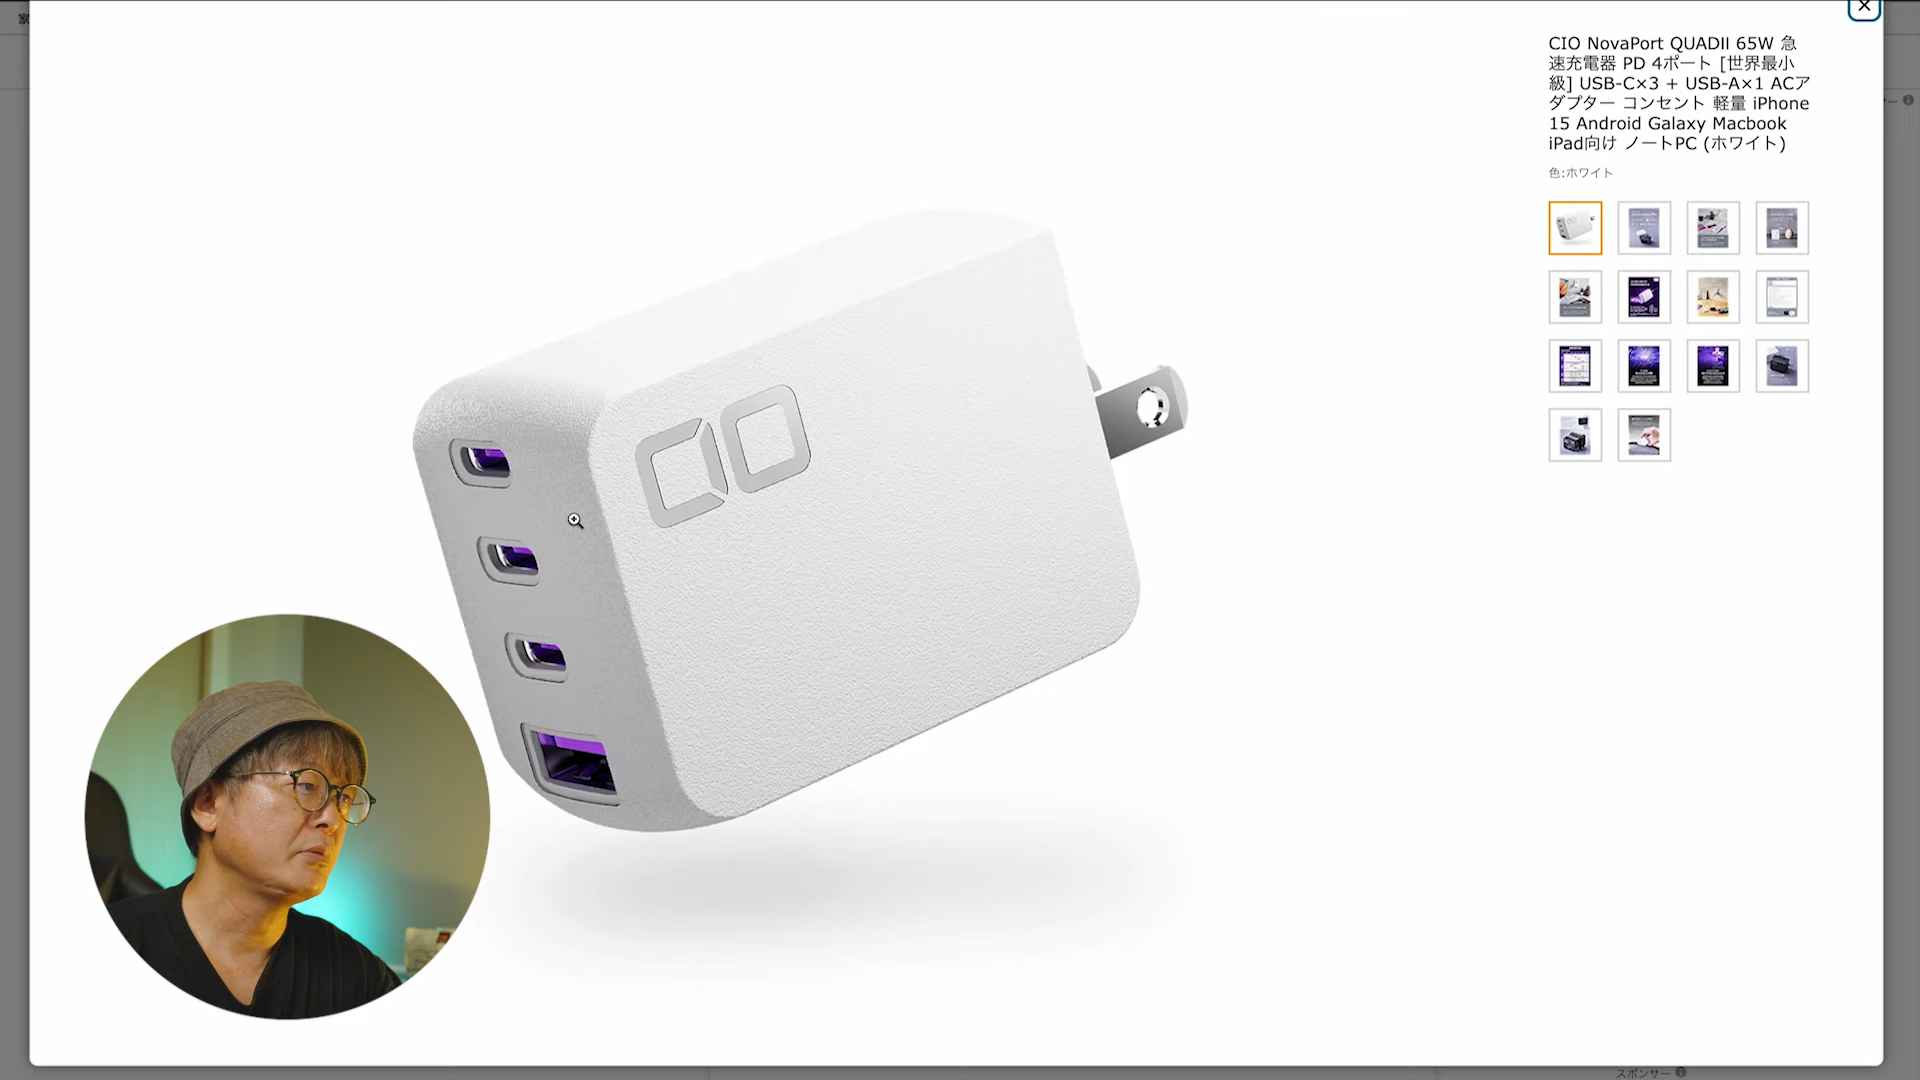 家
CIO NovaPort QUADII 65W 急
速充電器 PD 4ポート [世界最小
級] USB-C×3 + USB-A×1 ACア
ダプター コンセント 軽量 iPhone
15 Android Galaxy Macbook
iPad向け ノートPC (ホワイト)
色:ホワイト
CIO
スポンサー